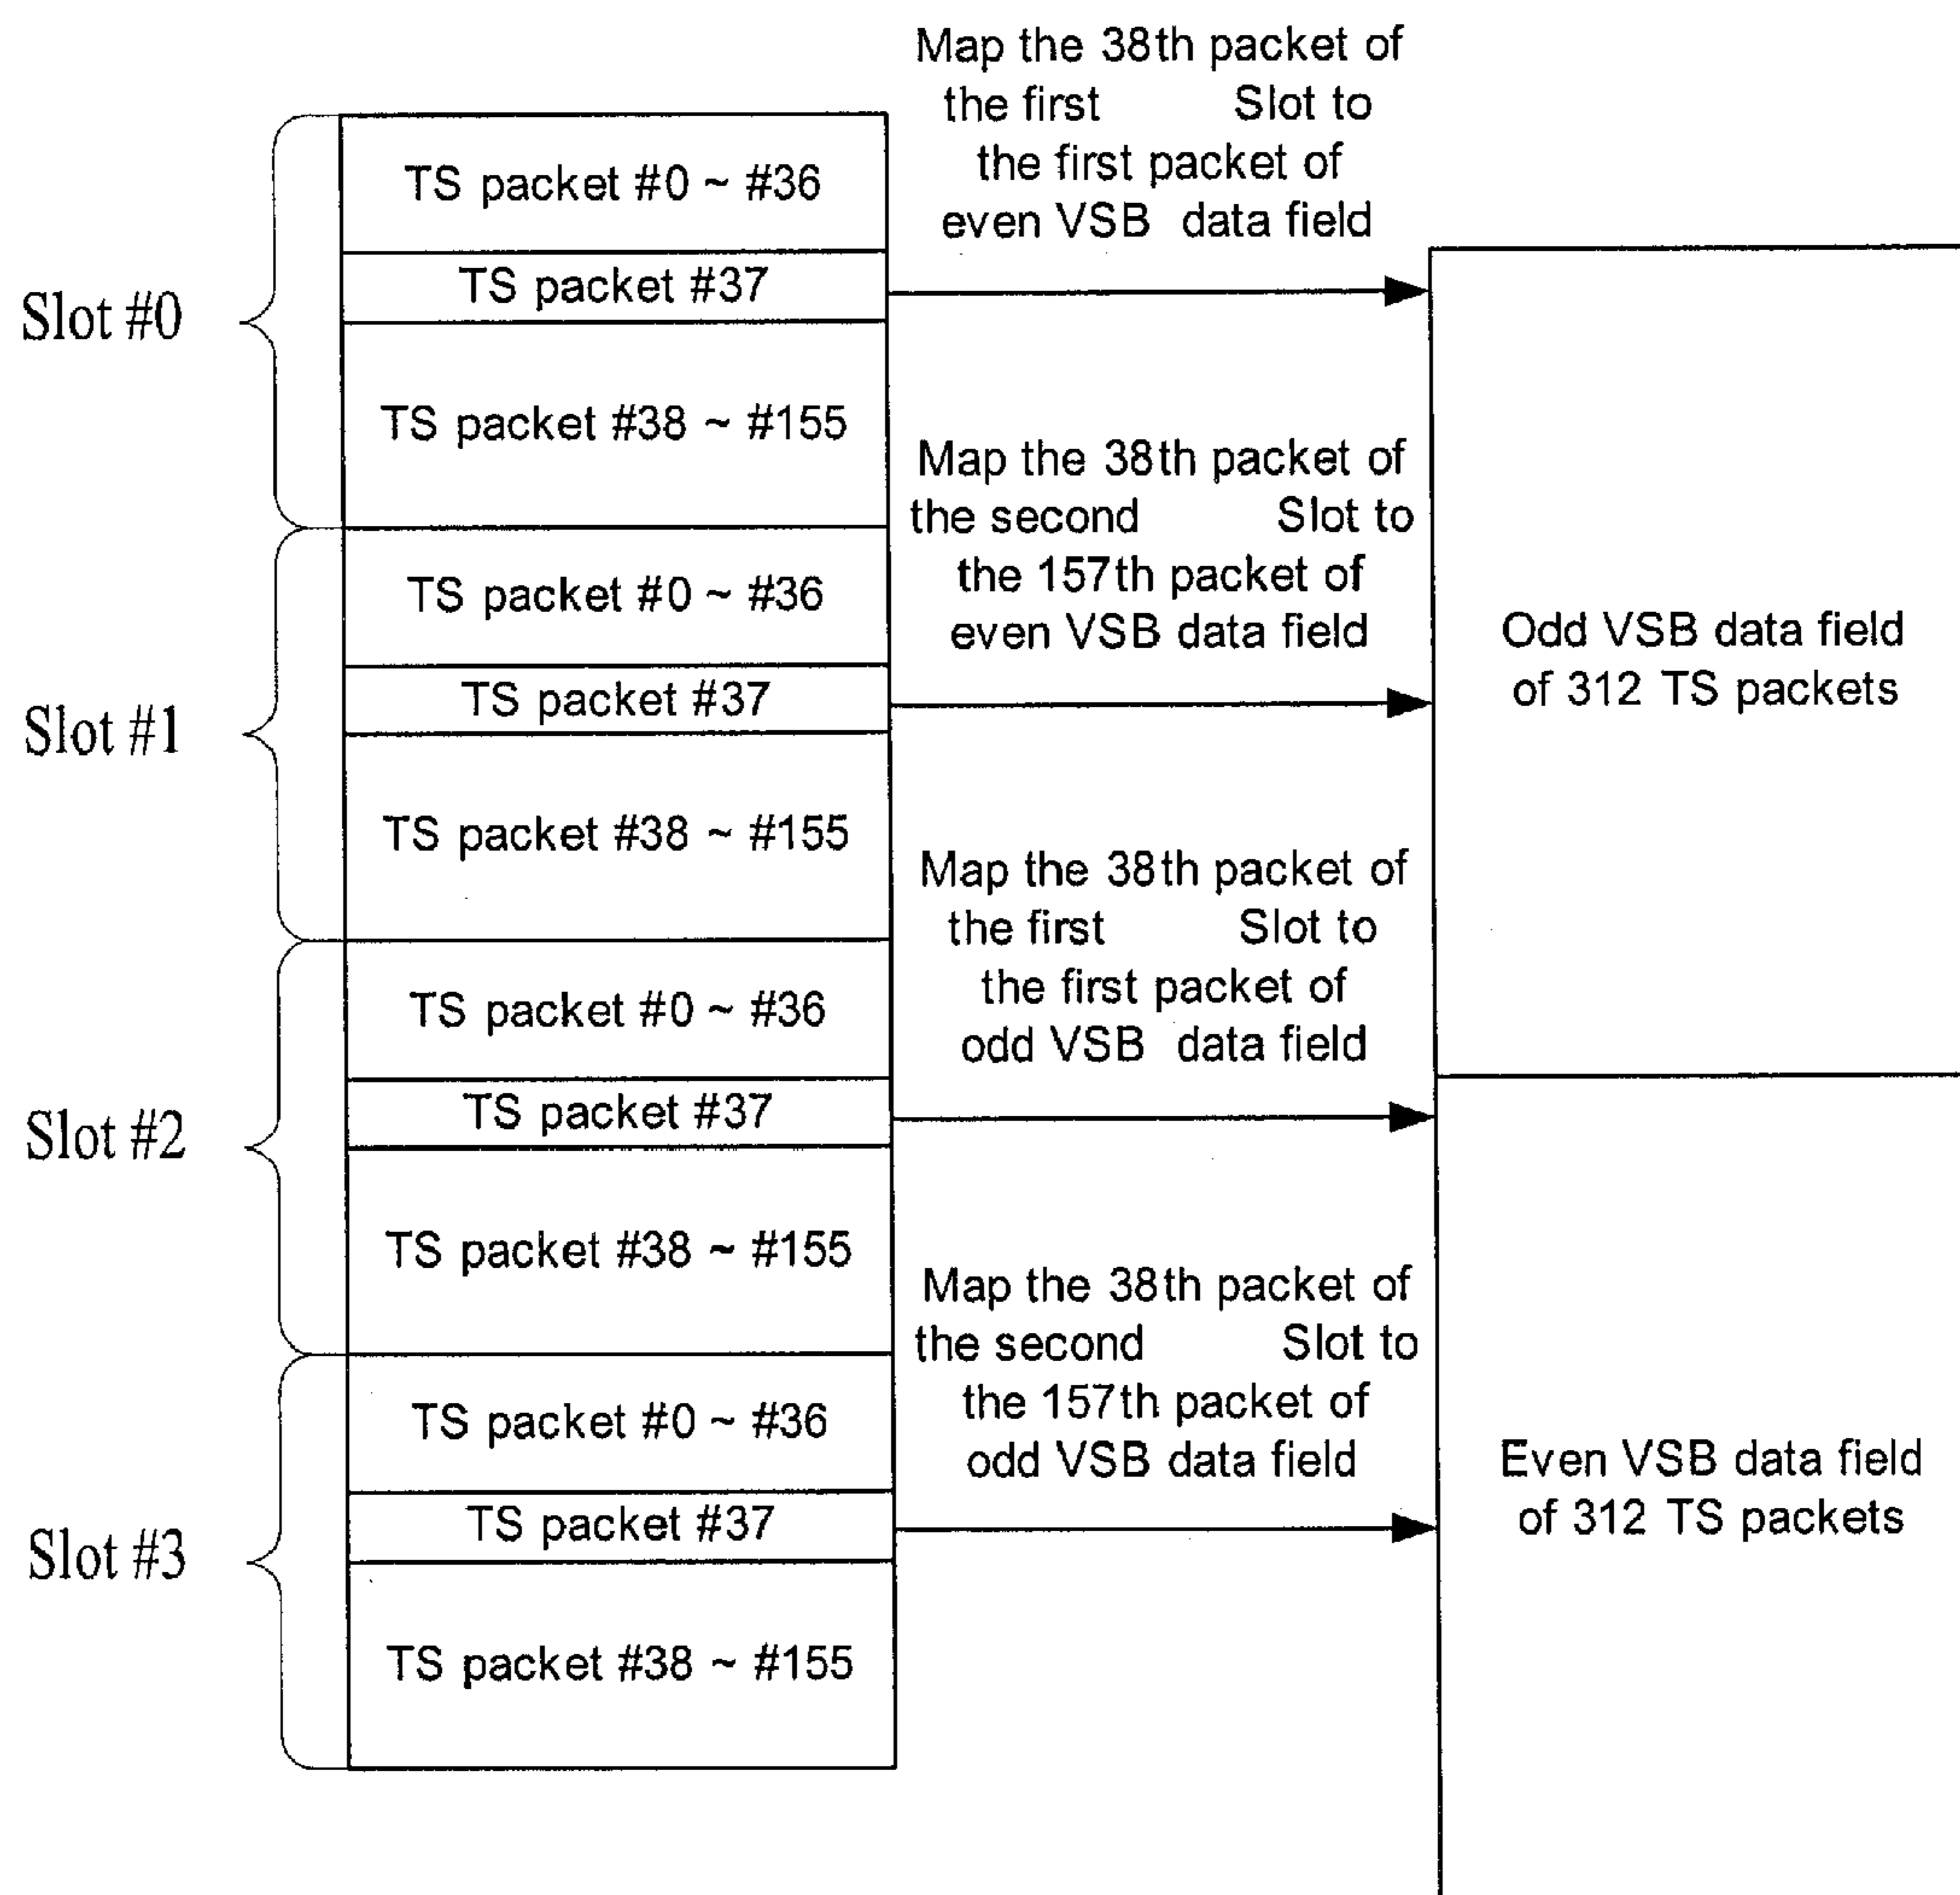 Map the 38th packet of
the first Slot to
the first packet of
even VSB data field
Slot #0
TS packet #0 ~ #36
TS packet #37
TS packet #38 ~ #155
Map the 38th packet of
the second Slot to
the 157th packet of
even VSB data field
Slot #1
TS packet #0 ~ #36
TS packet #37
TS packet #38 ~ #155
Odd VSB data field
of 312 TS packets
Map the 38th packet of
the first Slot to
the first packet of
odd VSB data field
Slot #2
TS packet #0 ~ #36
TS packet #37
TS packet #38 ~ #155
Map the 38th packet of
the second Slot to
the 157th packet of
odd VSB data field
Slot #3
TS packet #0 ~ #36
TS packet #37
TS packet #38 ~ #155
Even VSB data field
of 312 TS packets